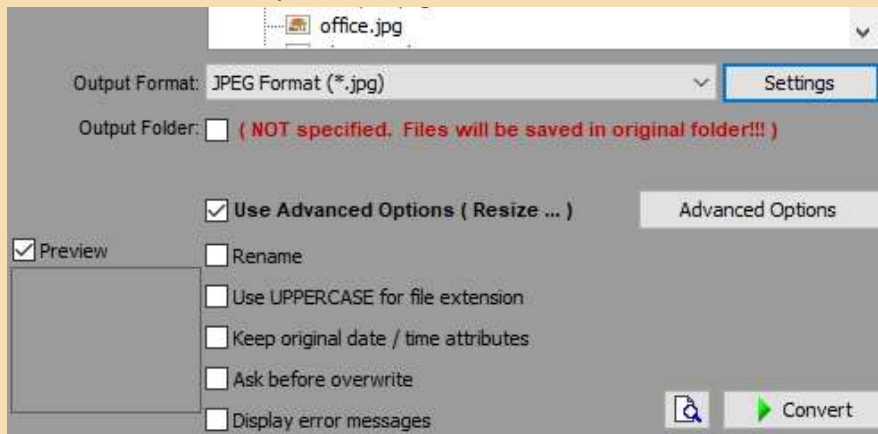 office.jpg
Output Format: JPEG Format (*.jpg) Settings
Output Folder: ( NOT specified. Files will be saved in original folder!!! )
Use Advanced Options ( Resize ... ) Advanced Options
Preview
Rename
Use UPPERCASE for file extension
Keep original date / time attributes
Ask before overwrite
Display error messages
Convert